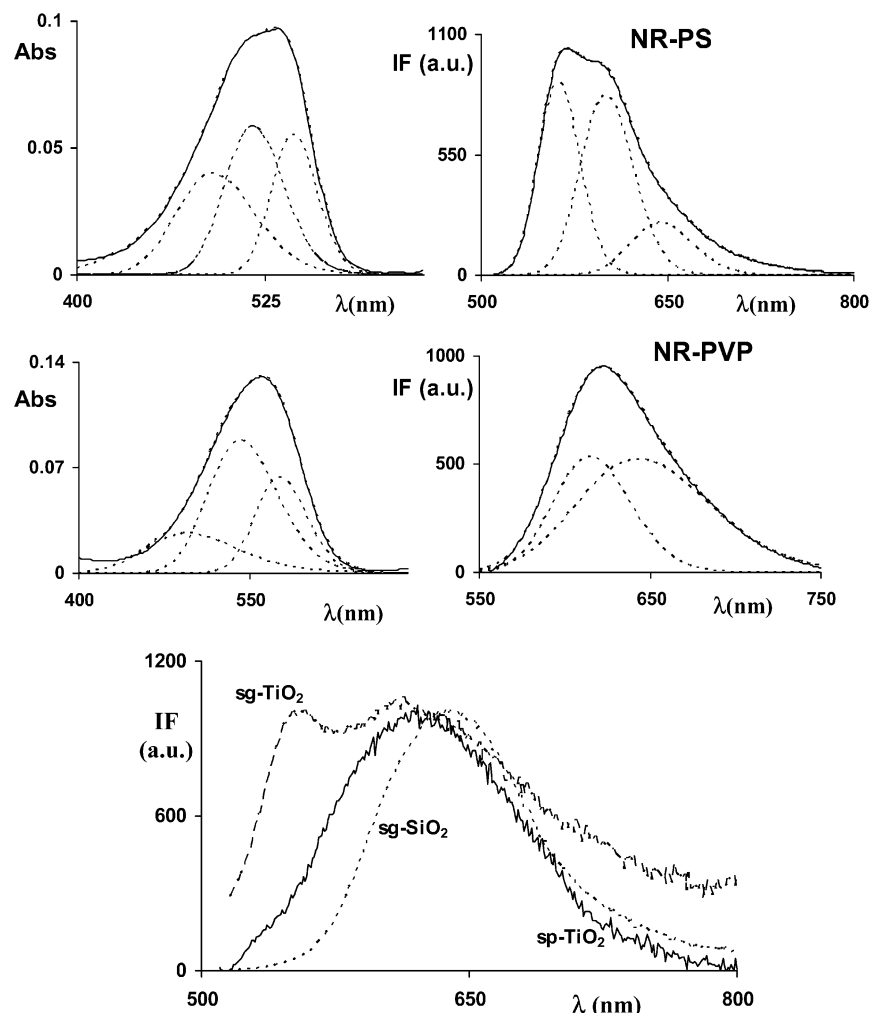 0.1
Abs
0.05
0
400
525
λ(nm)
1100
NR-PS
IF (a.u.)
550
0
500
650
800
λ(nm)
0.14
Abs
0.07
0
400
550
λ(nm)
1000
NR-PVP
IF (a.u.)
500
0
550
650
750
λ(nm)
1200
sg-TiO₂
IF
(a.u.)
600
sg-SiO₂
sp-TiO₂
0
500
650
800
λ (nm)